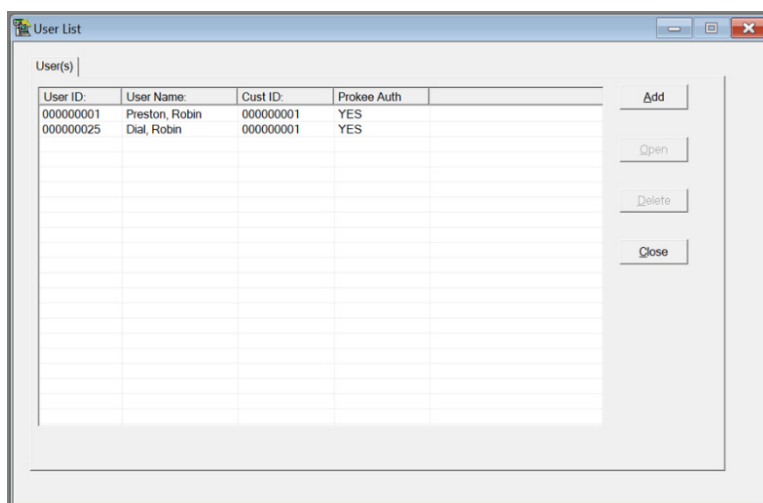 User List
User(s)
User ID: User Name: Cust ID: Prokee Auth
000000001 Preston, Robin 000000001 YES
000000025 Dial, Robin 000000001 YES
Add
Open
Delete
Close